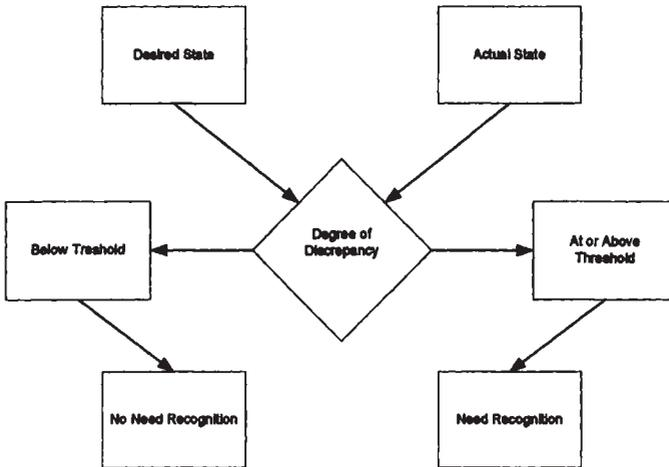 Desired State
Actual State
Degree of
Discrepancy
Below Treshold
At or Above
Threshold
No Need Recognition
Need Recognition